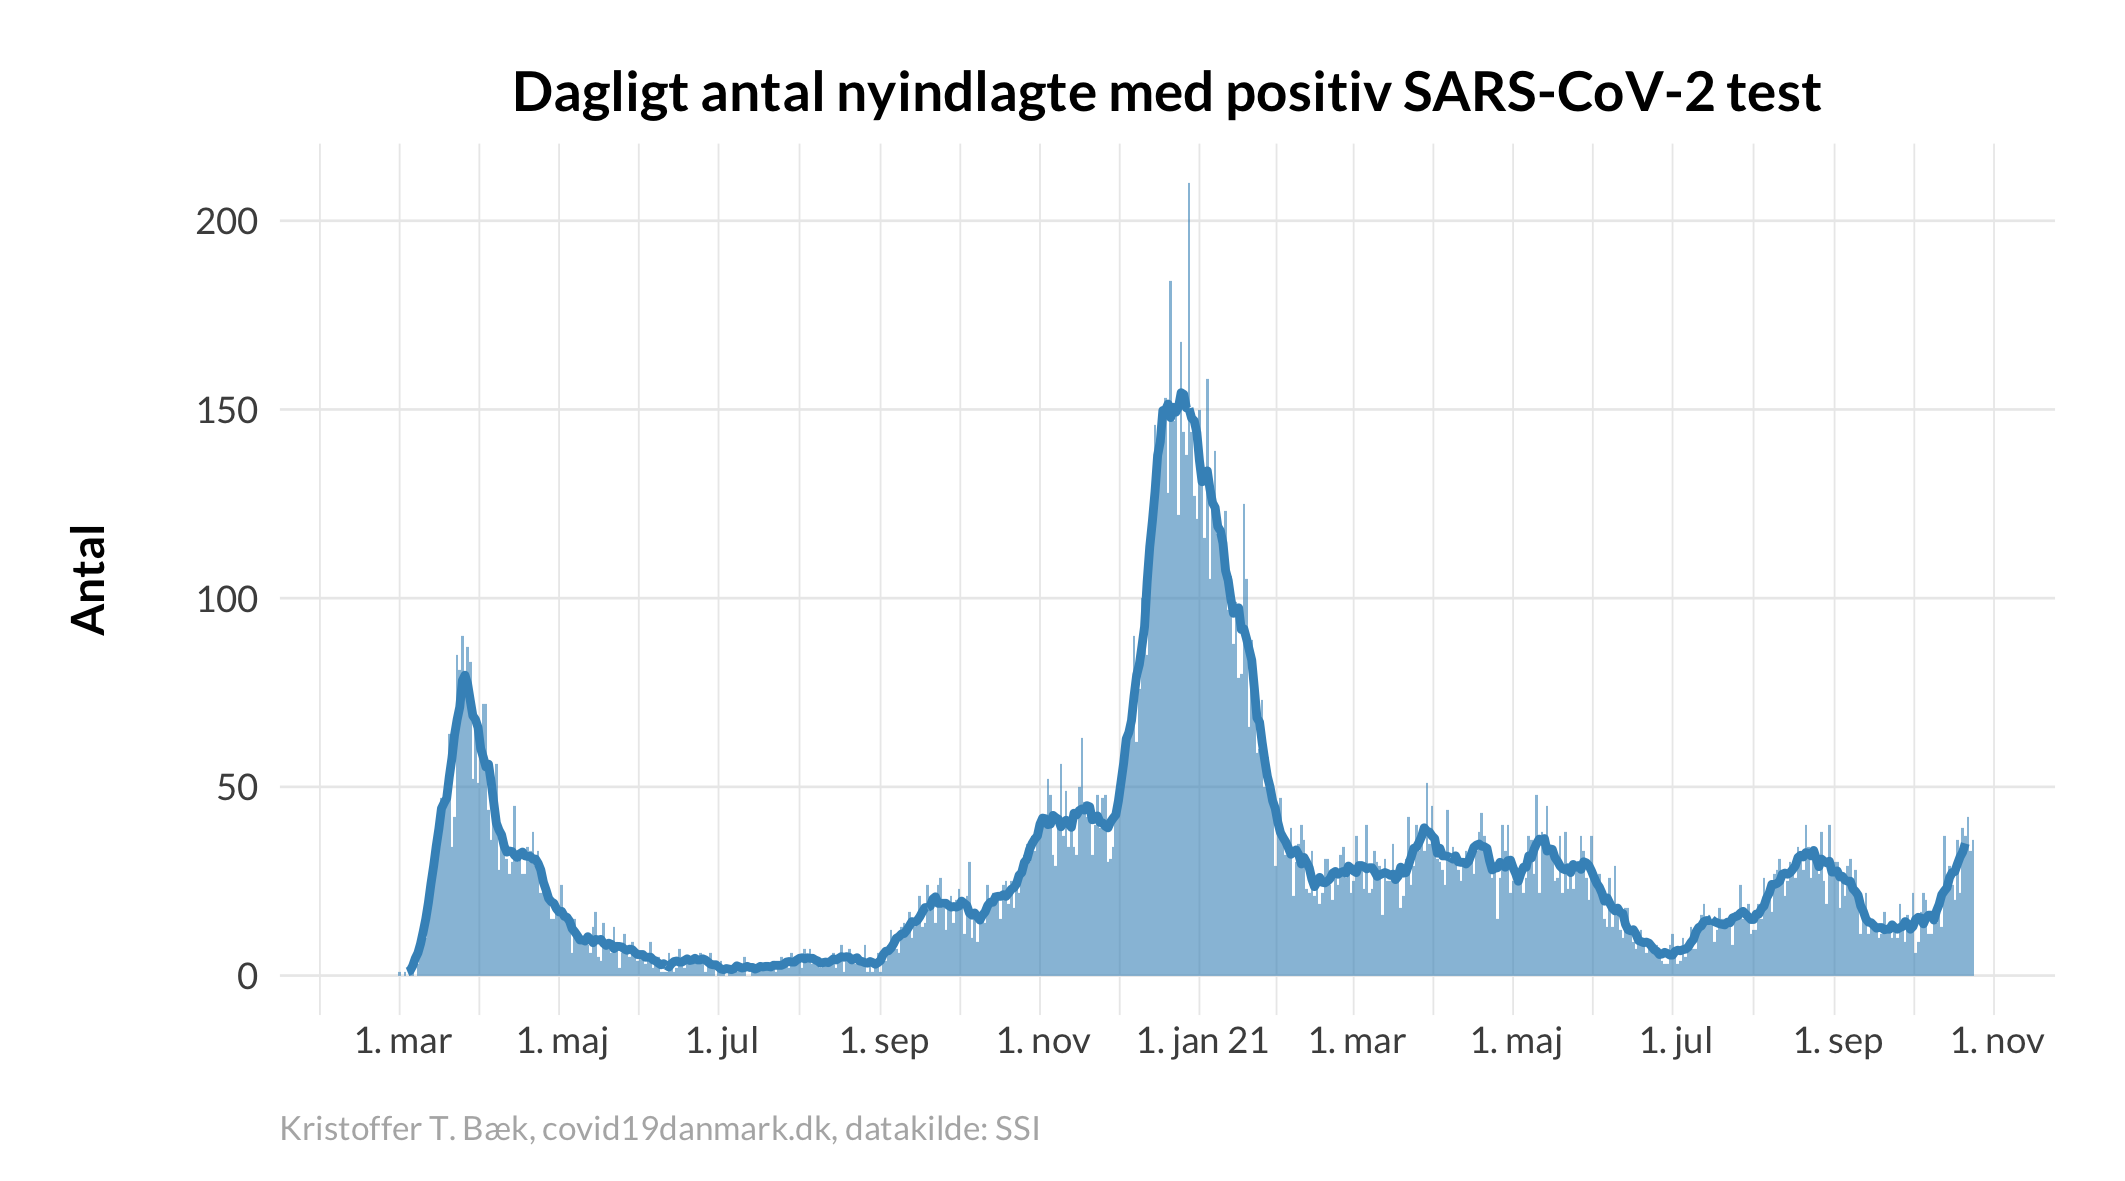 Dagligt antal nyindlagte med positiv SARS-CoV-2 test
Antal
200
150
100
50
0
1. mar 1. maj 1. jul 1. sep 1. nov 1. jan 21 1. mar 1. maj 1. jul 1. sep 1. nov
Kristoffer T. Bæk, covid19danmark.dk, datakilde: SSI